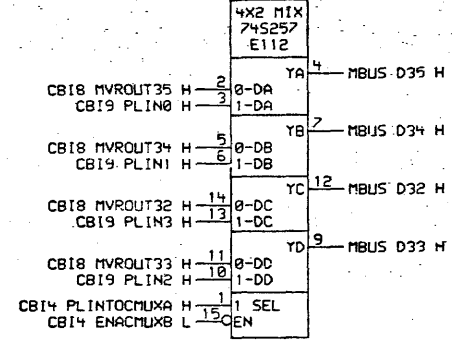 4X2 MIX
74S257
E112
YA 4 MBUS D35 H
CBI8 MVROUT35 H 2 0-DA
CBI9 PLIN0 H 3 1-DA
YB 7 MBUS D34 H
CBI8 MVROUT34 H 5 0-DB
CBI9 PLIN1 H 6 1-DB
YC 12 MBUS D32 H
CBI8 MVROUT32 H 14 0-DC
CBI9 PLIN3 H 13 1-DC
YD 9 MBUS D33 H
CBI8 MVROUT33 H 11 0-DD
CBI9 PLIN2 H 10 1-DD
CBI4 PLINTOCMUXA H 1 1 SEL
CBI4 ENACMUXB L 15 EN